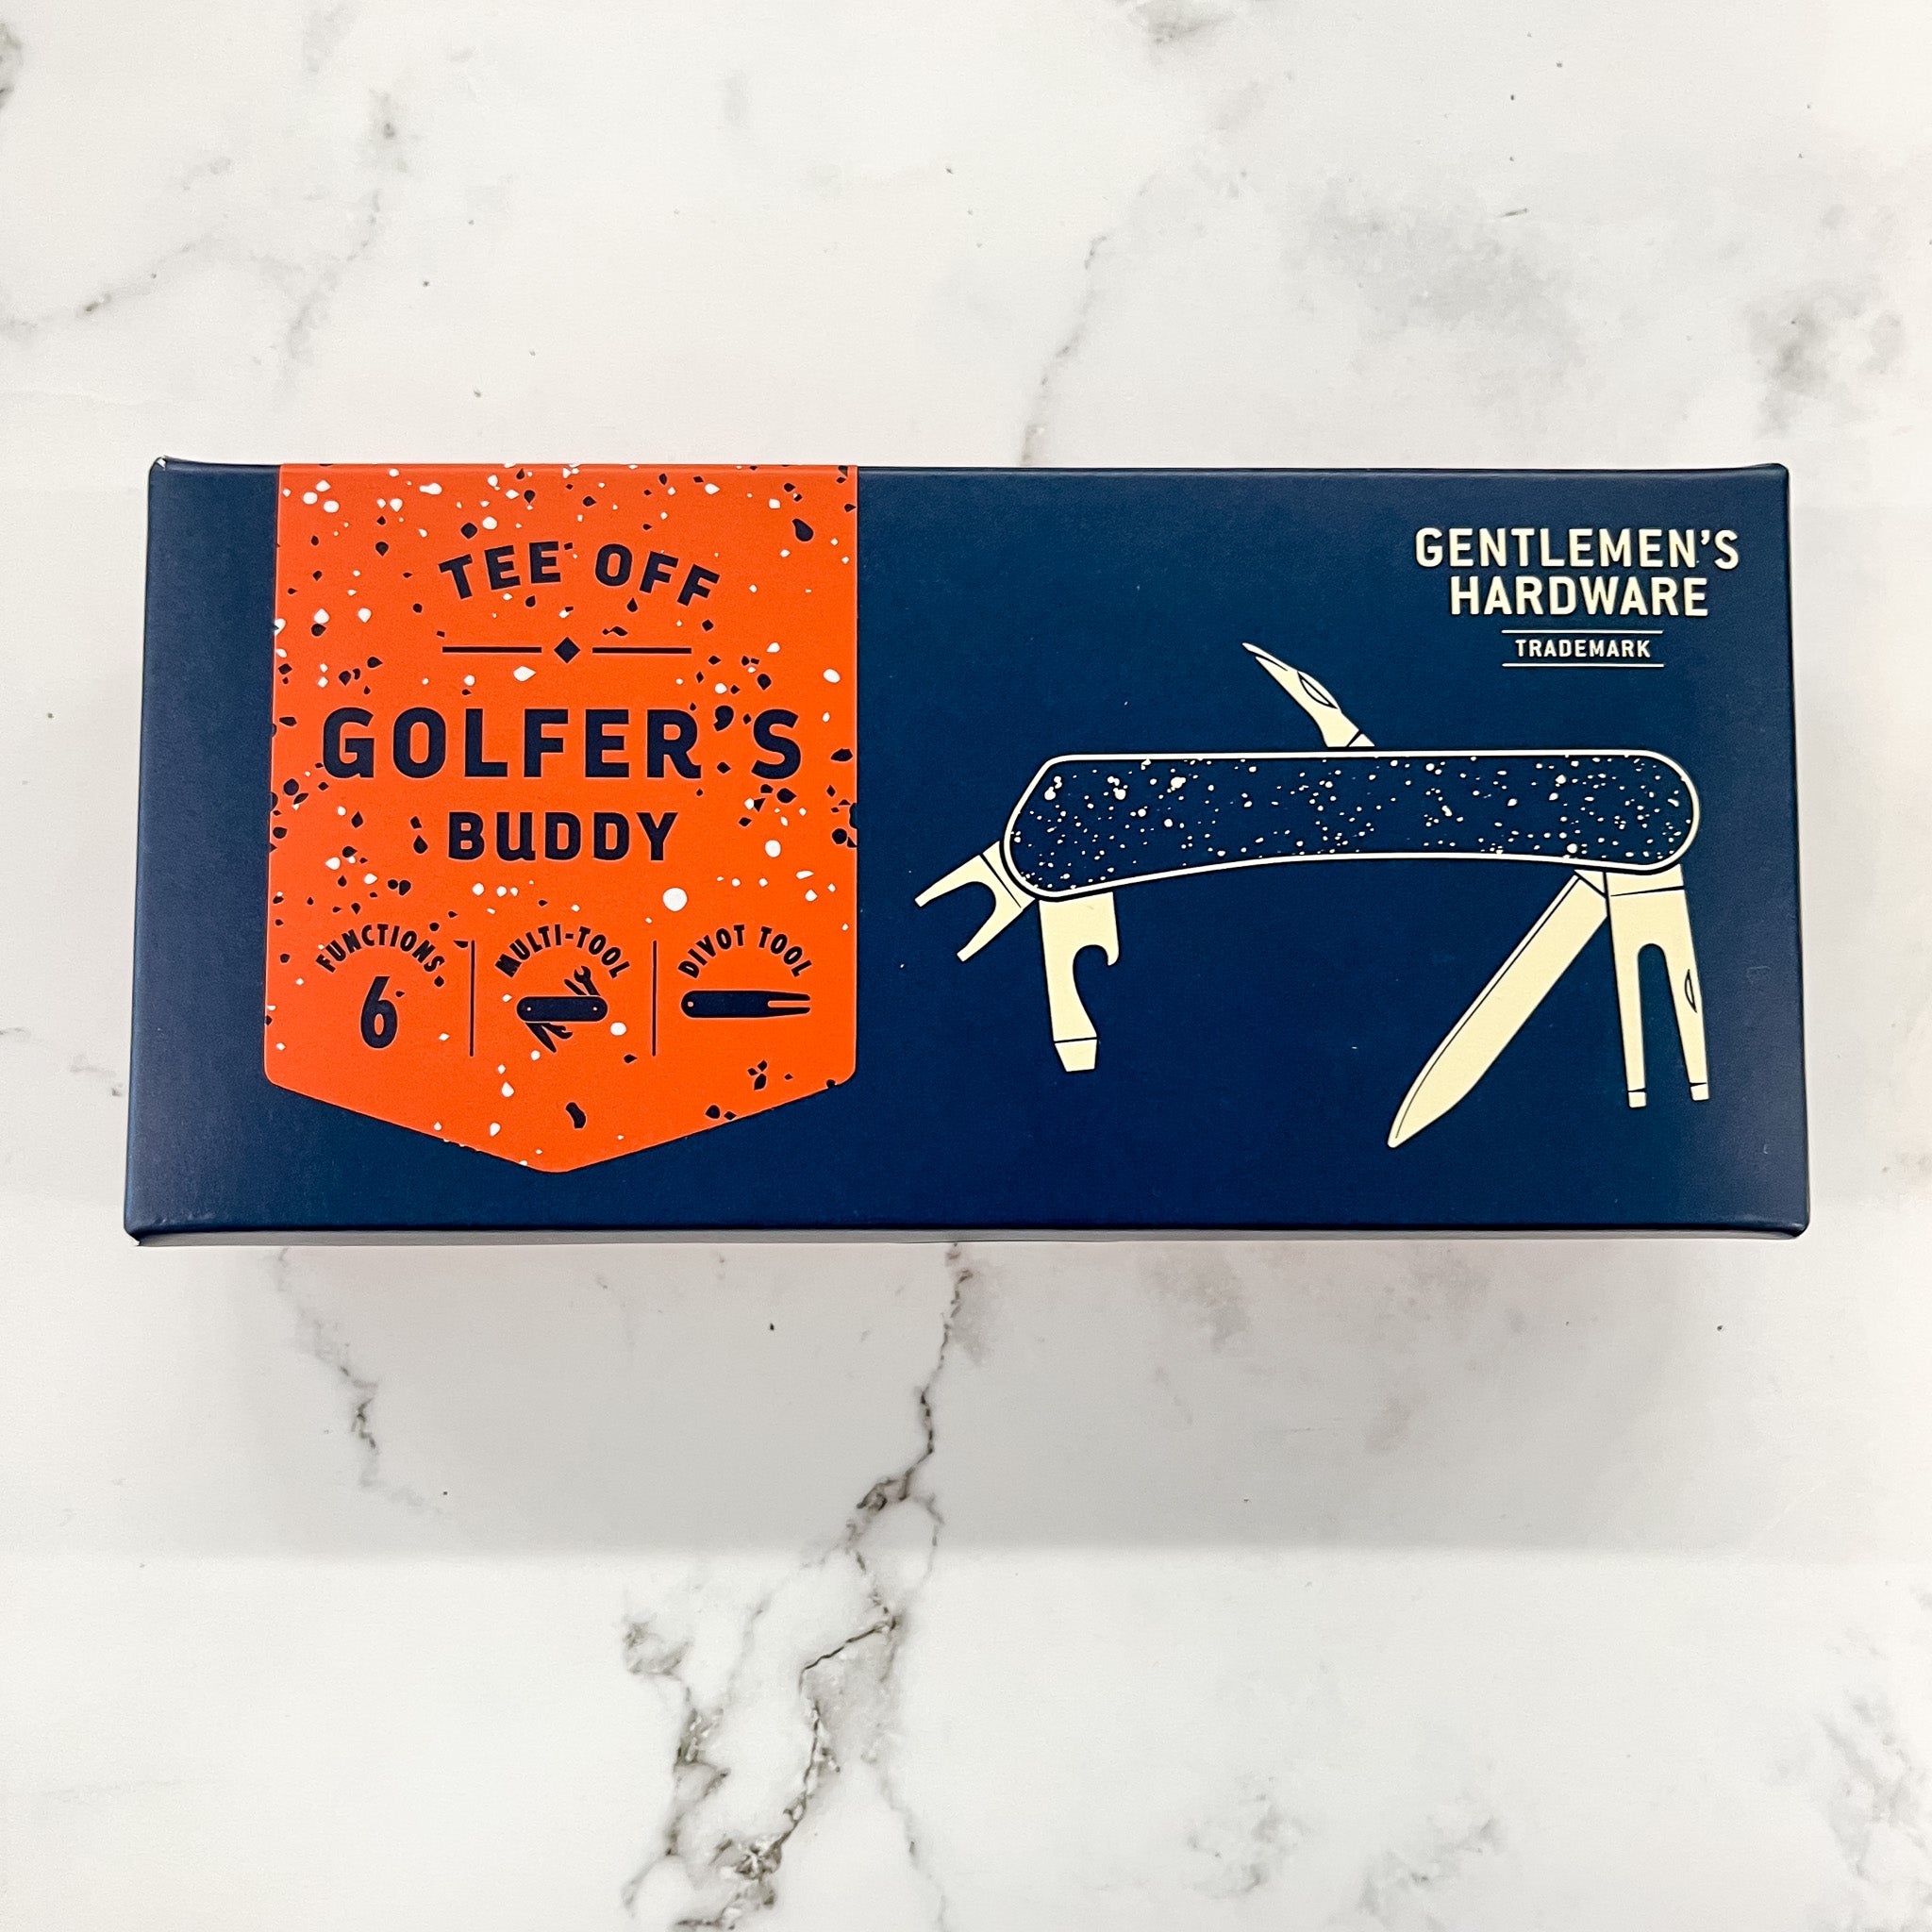 TEE OFF
GOLFER'S
BUDDY
FUNCTIONS
6
MULTI-TOOL
DIVOT TOOL
GENTLEMEN'S
HARDWARE
TRADEMARK